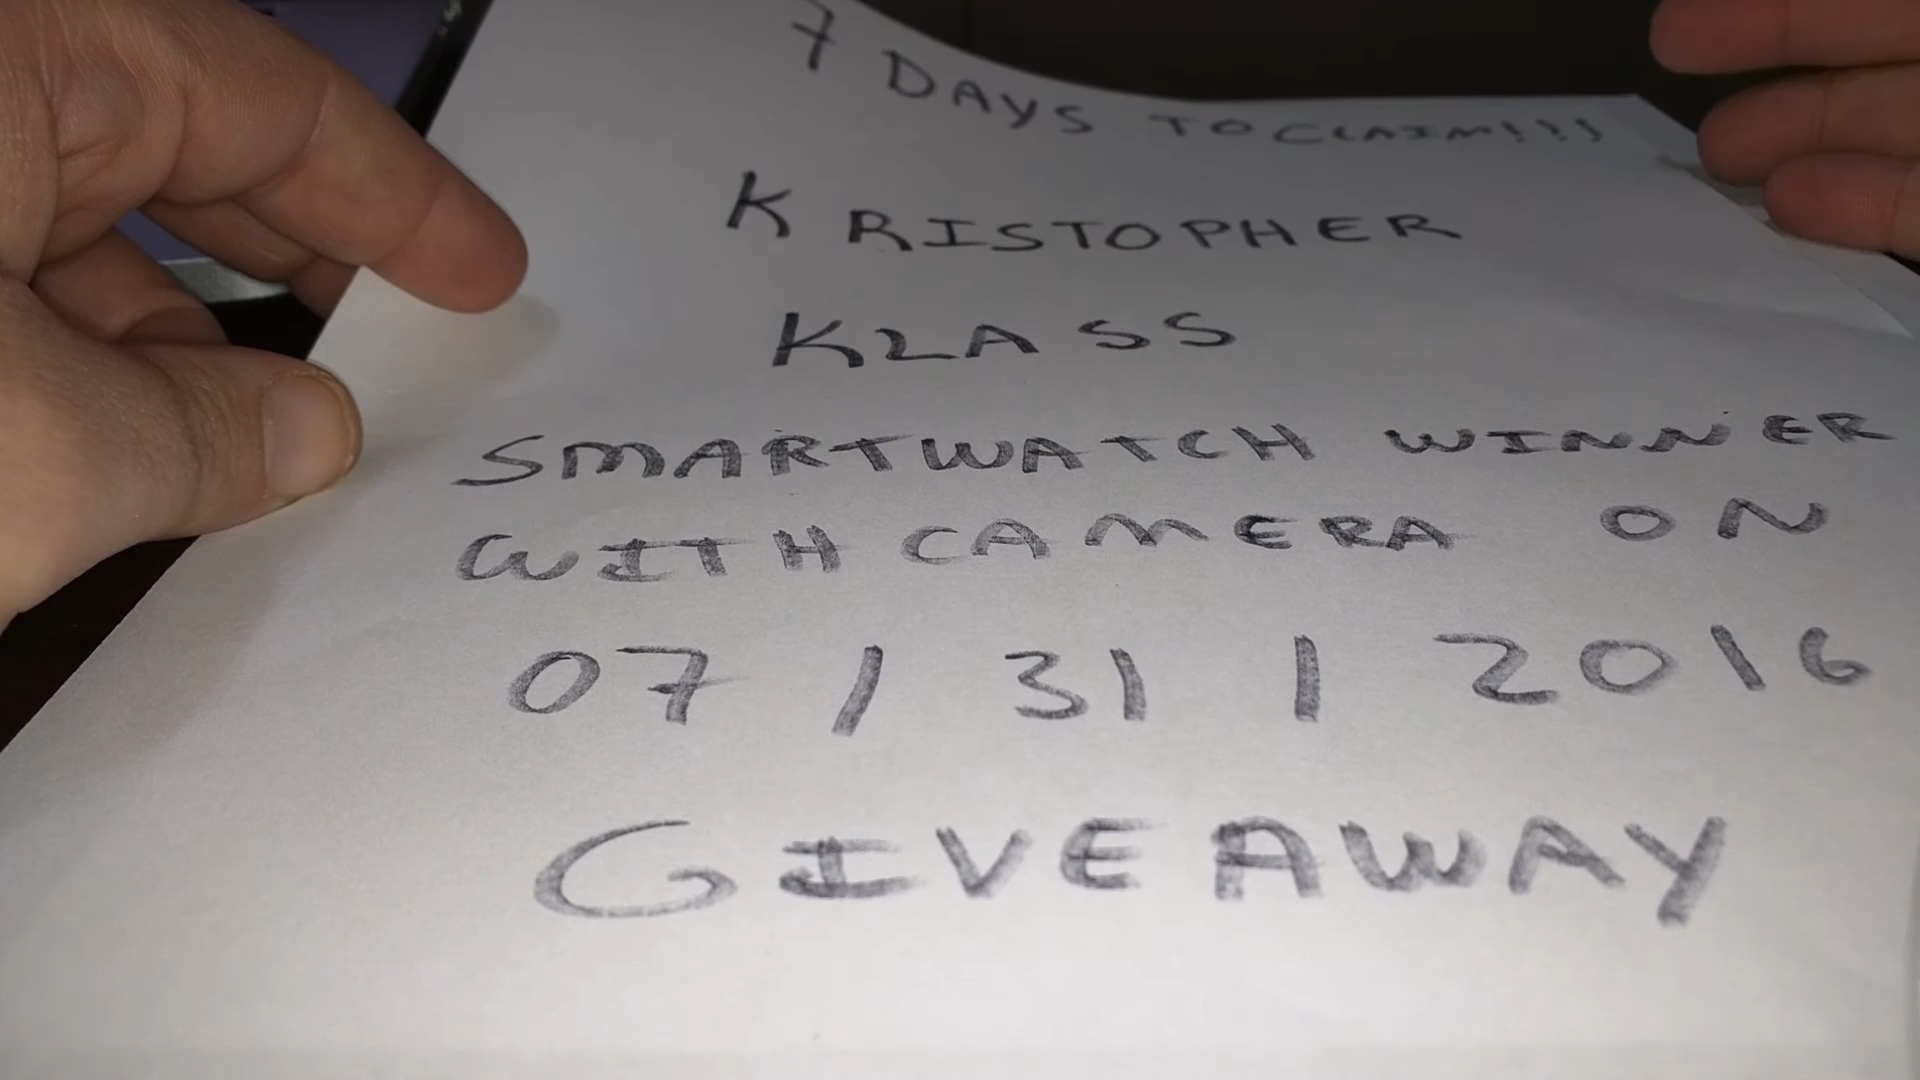 7 DAYS TO CLAIM!!!
KRISTOPHER
KLASS
SMARTWATCH WINNER
WITH CAMERA ON
07/31/2016
GIVEAWAY